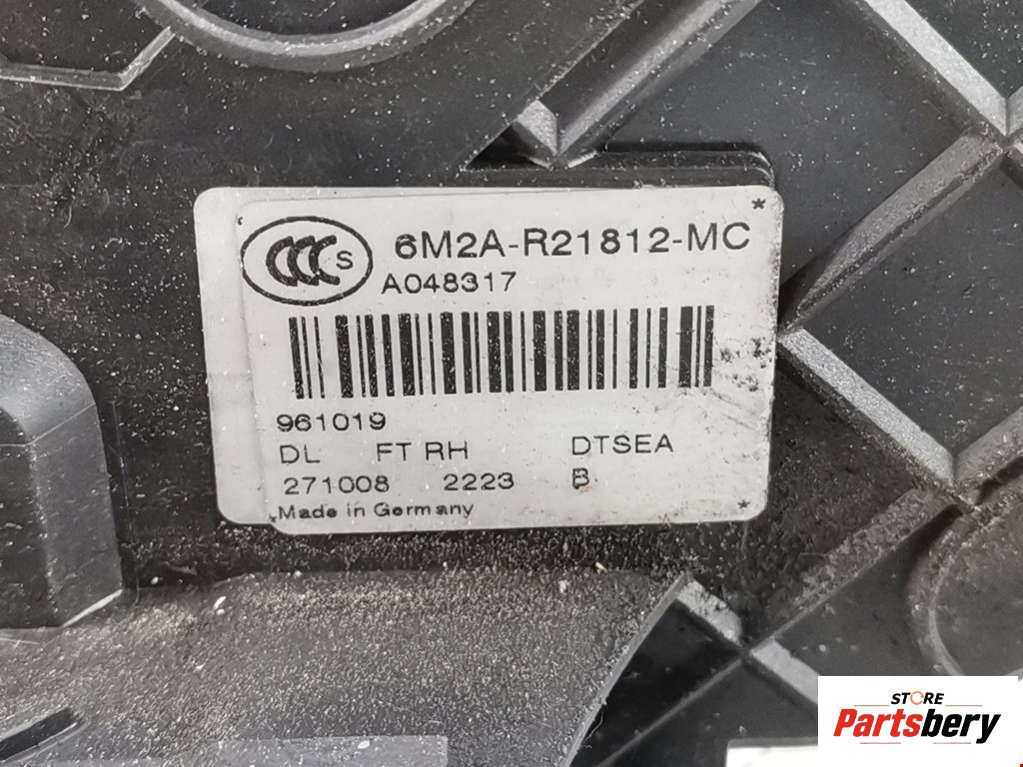 CCC S 6M2A-R21812-MC *
A048317
961019
DL FT RH DTSEA
271008 2223 B
Made in Germany *
STORE
Partsbery